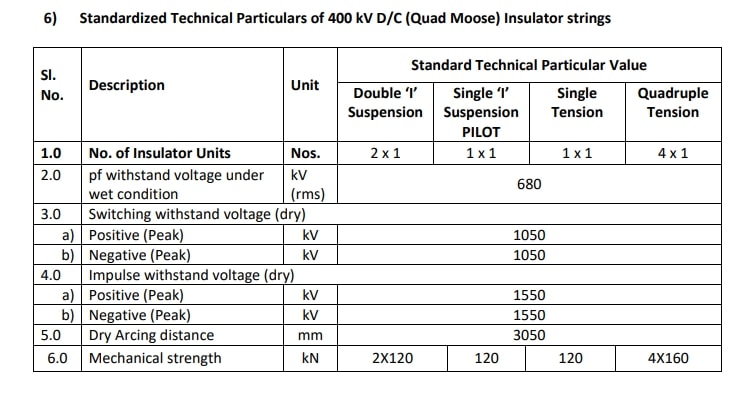 6) Standardized Technical Particulars of 400 kV D/C (Quad Moose) Insulator strings
Sl. No. Description Unit Standard Technical Particular Value
Double ‘I’ Suspension Single ‘I’ Suspension PILOT Single Tension Quadruple Tension
1.0 No. of Insulator Units Nos. 2 x 1 1 x 1 1 x 1 4 x 1
2.0 pf withstand voltage under wet condition kV (rms) 680
3.0 Switching withstand voltage (dry)
a) Positive (Peak) kV 1050
b) Negative (Peak) kV 1050
4.0 Impulse withstand voltage (dry)
a) Positive (Peak) kV 1550
b) Negative (Peak) kV 1550
5.0 Dry Arcing distance mm 3050
6.0 Mechanical strength kN 2X120 120 120 4X160